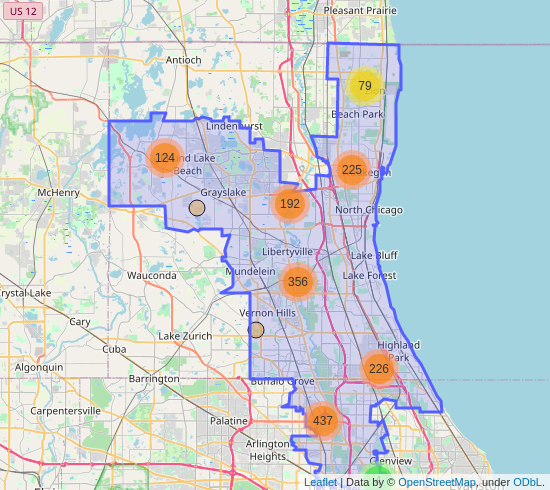 Pleasant Prairie
US 12
Antioch
79
Beach Park
Lindenhurst
124
nd Lake
Beach
225
Grayslake
McHenry
192
North Chicago
Libertyville
Lake Bluff
Mundelein
Lake Forest
Wauconda
356
rystal Lake
Vernon Hills
Cary
Lake Zurich
Cuba
Highland
Park
Algonquin
226
Barrington
Buffalo Grove
Carpentersville
Palatine
437
Arlington
Heights
Glenview
Evanston
Leaflet | Data by © OpenStreetMap, under ODbL.